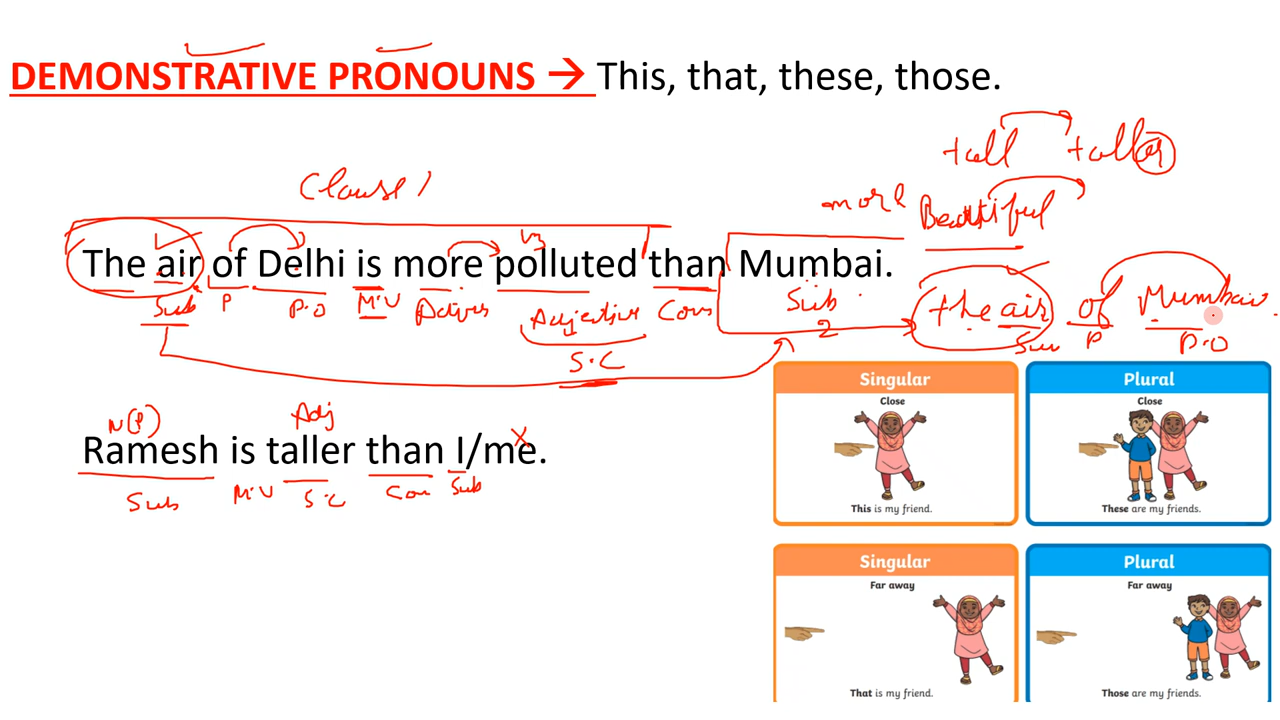 DEMONSTRATIVE PRONOUNS → This, that, these, those.
tall taller
Clause 1
more Beautiful
V3
The air of Delhi is more polluted than Mumbai.
Sub P P.O M.V Adjective Con Sub
2
S.C
the air of Mumbai.
Sub P P.O
N(P) Adj
Ramesh is taller than I/me.
Sub M.V S.C Con Sub
Singular
Close
This is my friend.
Plural
Close
These are my friends.
Singular
Far away
That is my friend.
Plural
Far away
Those are my friends.